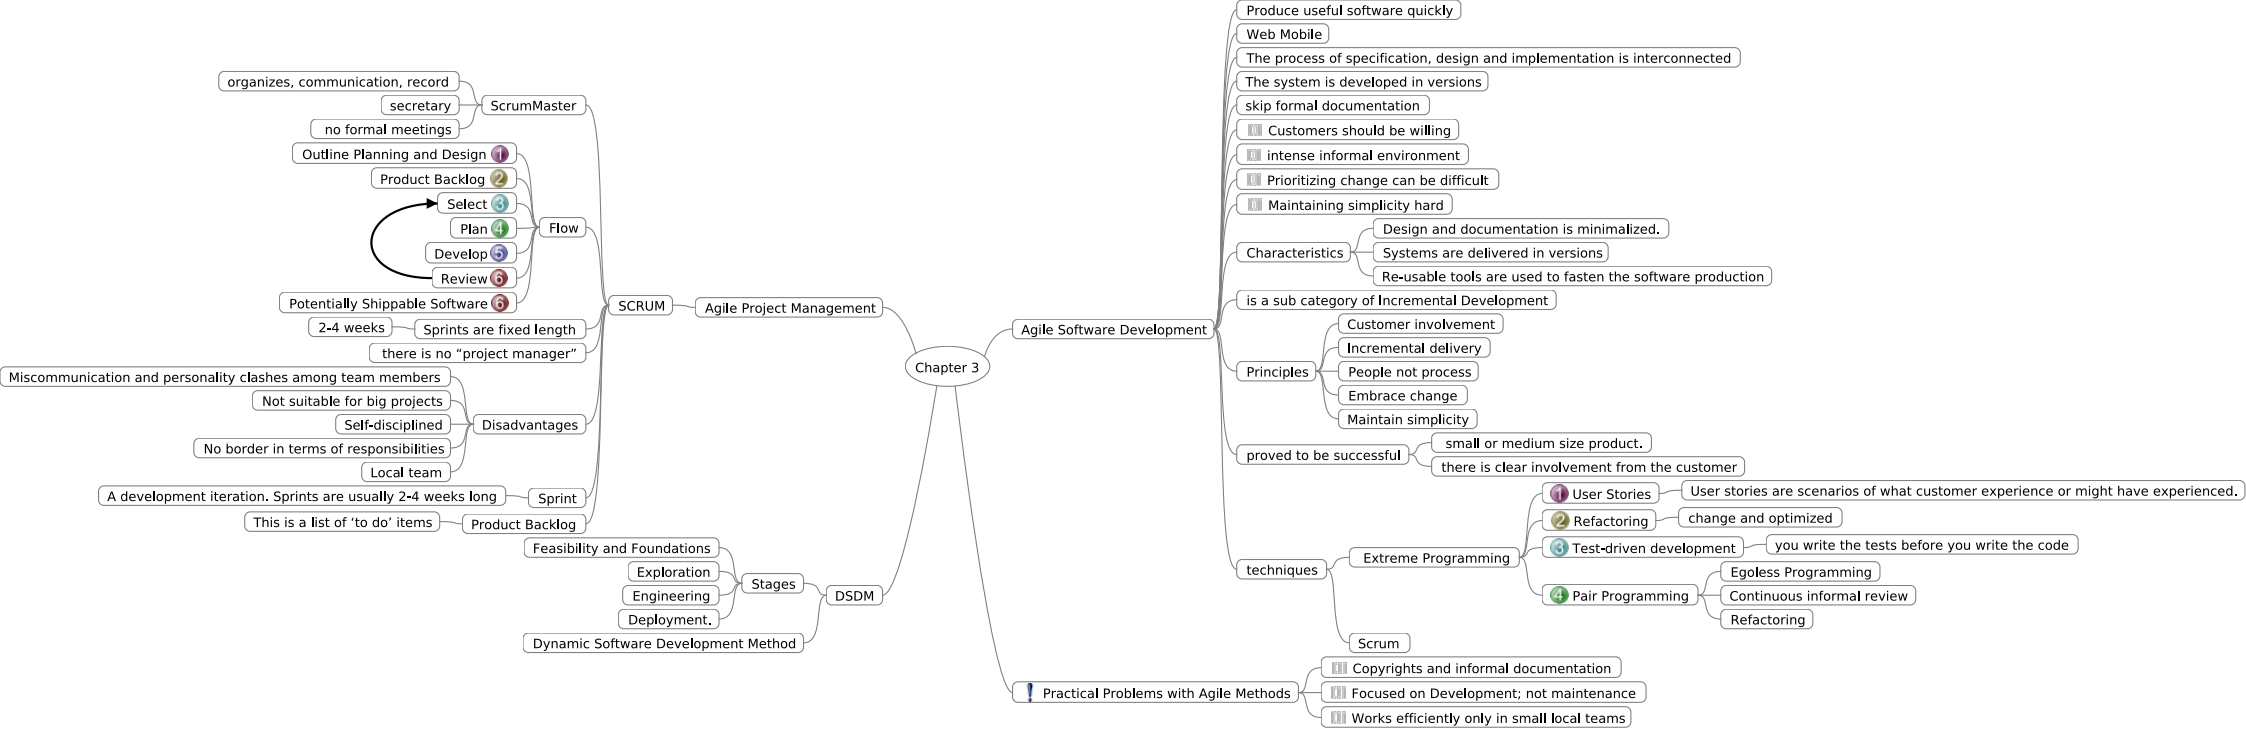 Chapter 3
Agile Software Development
Produce useful software quickly
Web Mobile
The process of specification, design and implementation is interconnected
The system is developed in versions
skip formal documentation
Customers should be willing
intense informal environment
Prioritizing change can be difficult
Maintaining simplicity hard
Characteristics
Design and documentation is minimalized.
Systems are delivered in versions
Re-usable tools are used to fasten the software production
is a sub category of Incremental Development
Principles
Customer involvement
Incremental delivery
People not process
Embrace change
Maintain simplicity
proved to be successful
small or medium size product.
there is clear involvement from the customer
techniques
Extreme Programming
1 User Stories
User stories are scenarios of what customer experience or might have experienced.
2 Refactoring
change and optimized
3 Test-driven development
you write the tests before you write the code
4 Pair Programming
Egoless Programming
Continuous informal review
Refactoring
Scrum
! Practical Problems with Agile Methods
Copyrights and informal documentation
Focused on Development; not maintenance
Works efficiently only in small local teams
Agile Project Management
SCRUM
ScrumMaster
organizes, communication, record
secretary
no formal meetings
Flow
Outline Planning and Design 1
Product Backlog 2
Select 3
Plan 4
Develop 5
Review 6
Potentially Shippable Software 6
Sprints are fixed length
2-4 weeks
there is no “project manager”
Disadvantages
Miscommunication and personality clashes among team members
Not suitable for big projects
Self-disciplined
No border in terms of responsibilities
Local team
Sprint
A development iteration. Sprints are usually 2-4 weeks long
Product Backlog
This is a list of ‘to do’ items
DSDM
Stages
Feasibility and Foundations
Exploration
Engineering
Deployment.
Dynamic Software Development Method